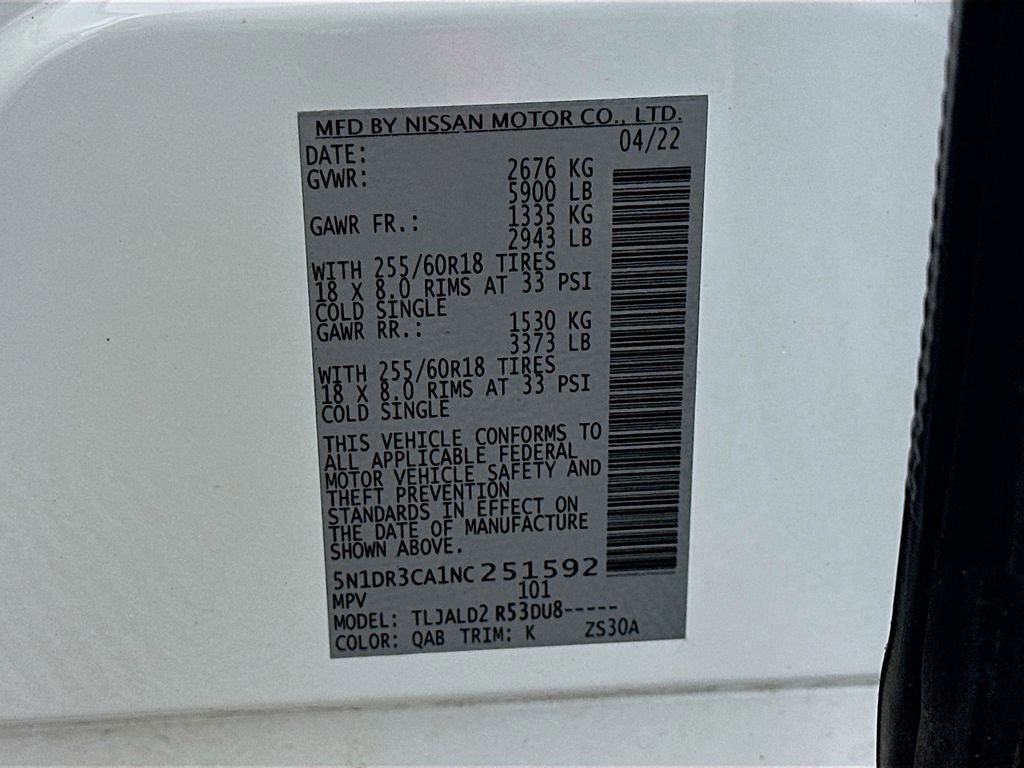 MFD BY NISSAN MOTOR CO., LTD.
DATE: 04/22
GVWR: 2676 KG
5900 LB
GAWR FR.: 1335 KG
2943 LB
WITH 255/60R18 TIRES
18 X 8.0 RIMS AT 33 PSI
COLD SINGLE
GAWR RR.: 1530 KG
3373 LB
WITH 255/60R18 TIRES
18 X 8.0 RIMS AT 33 PSI
COLD SINGLE
THIS VEHICLE CONFORMS TO
ALL APPLICABLE FEDERAL
MOTOR VEHICLE SAFETY AND
THEFT PREVENTION
STANDARDS IN EFFECT ON
THE DATE OF MANUFACTURE
SHOWN ABOVE.
5N1DR3CA1NC 251592
MPV 101
MODEL: TLJALD2 R53DU8-----
COLOR: QAB TRIM: K ZS30A